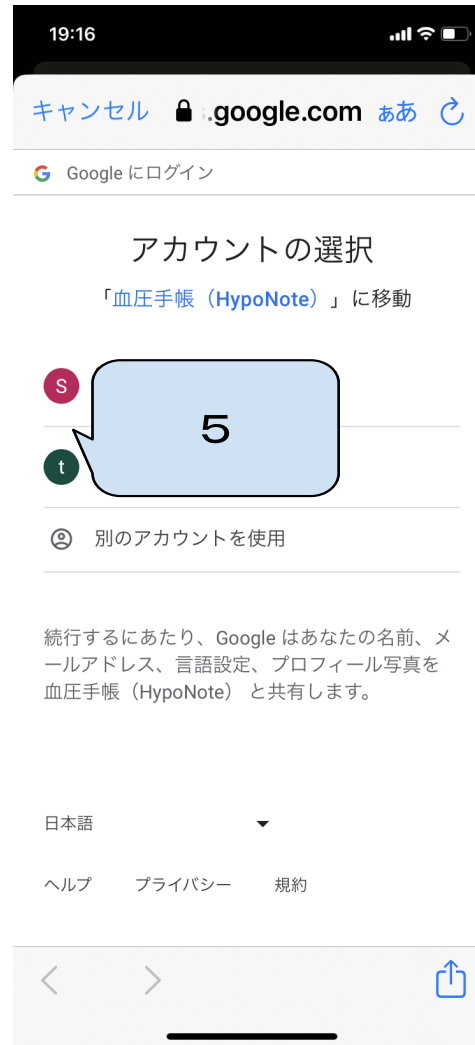 19:16
キャンセル .google.com ああ
G Google にログイン
アカウントの選択
「血圧手帳（HypoNote）」に移動
S
5
t
別のアカウントを使用
続行するにあたり、Google はあなたの名前、メ
ールアドレス、言語設定、プロフィール写真を
血圧手帳（HypoNote） と共有します。
日本語
ヘルプ プライバシー 規約